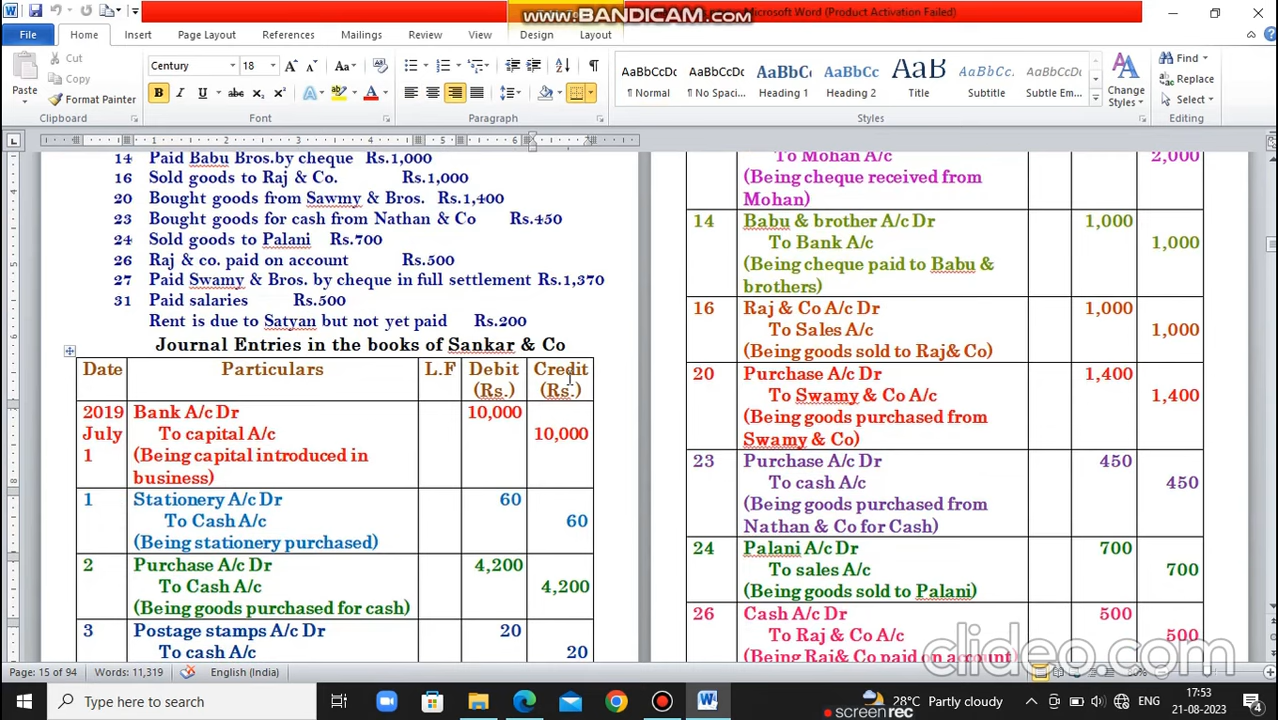 www.BANDICAM.com
Microsoft Word (Product Activation Failed)
File
Home
Insert
Page Layout
References
Mailings
Review
View
Design
Layout
Paste
Cut
Copy
Format Painter
Clipboard
Century
18
Font
Paragraph
AaBbCcDc
¶ Normal
AaBbCcDc
¶ No Spaci...
AaBbCc
Heading 1
AaBbCc
Heading 2
AaB
Title
AaBbCcL
Subtitle
AaBbCcDc
Subtle Em...
Change
Styles
Styles
Find
Replace
Select
Editing
14 Paid Babu Bros.by cheque Rs.1,000
16 Sold goods to Raj & Co. Rs.1,000
20 Bought goods from Sawmy & Bros. Rs.1,400
23 Bought goods for cash from Nathan & Co Rs.450
24 Sold goods to Palani Rs.700
26 Raj & co. paid on account Rs.500
27 Paid Swamy & Bros. by cheque in full settlement Rs.1,370
31 Paid salaries Rs.500
Rent is due to Satyan but not yet paid Rs.200
Journal Entries in the books of Sankar & Co
Date Particulars L.F Debit (Rs.) Credit (Rs.)
2019 Bank A/c Dr 10,000
July To capital A/c 10,000
1 (Being capital introduced in
business)
1 Stationery A/c Dr 60
To Cash A/c 60
(Being stationery purchased)
2 Purchase A/c Dr 4,200
To Cash A/c 4,200
(Being goods purchased for cash)
3 Postage stamps A/c Dr 20
To cash A/c 20
To Mohan A/c 2,000
(Being cheque received from
Mohan)
14 Babu & brother A/c Dr 1,000
To Bank A/c 1,000
(Being cheque paid to Babu &
brothers)
16 Raj & Co A/c Dr 1,000
To Sales A/c 1,000
(Being goods sold to Raj& Co)
20 Purchase A/c Dr 1,400
To Swamy & Co A/c 1,400
(Being goods purchased from
Swamy & Co)
23 Purchase A/c Dr 450
To cash A/c 450
(Being goods purchased from
Nathan & Co for Cash)
24 Palani A/c Dr 700
To sales A/c 700
(Being goods sold to Palani)
26 Cash A/c Dr 500
To Raj & Co A/c 500
(Being Raj& Co paid on account)
clideo.com
Page: 15 of 94
Words: 11,319
English (India)
Type here to search
28°C Partly cloudy
ENG
17:53
21-08-2023
4
screenrec